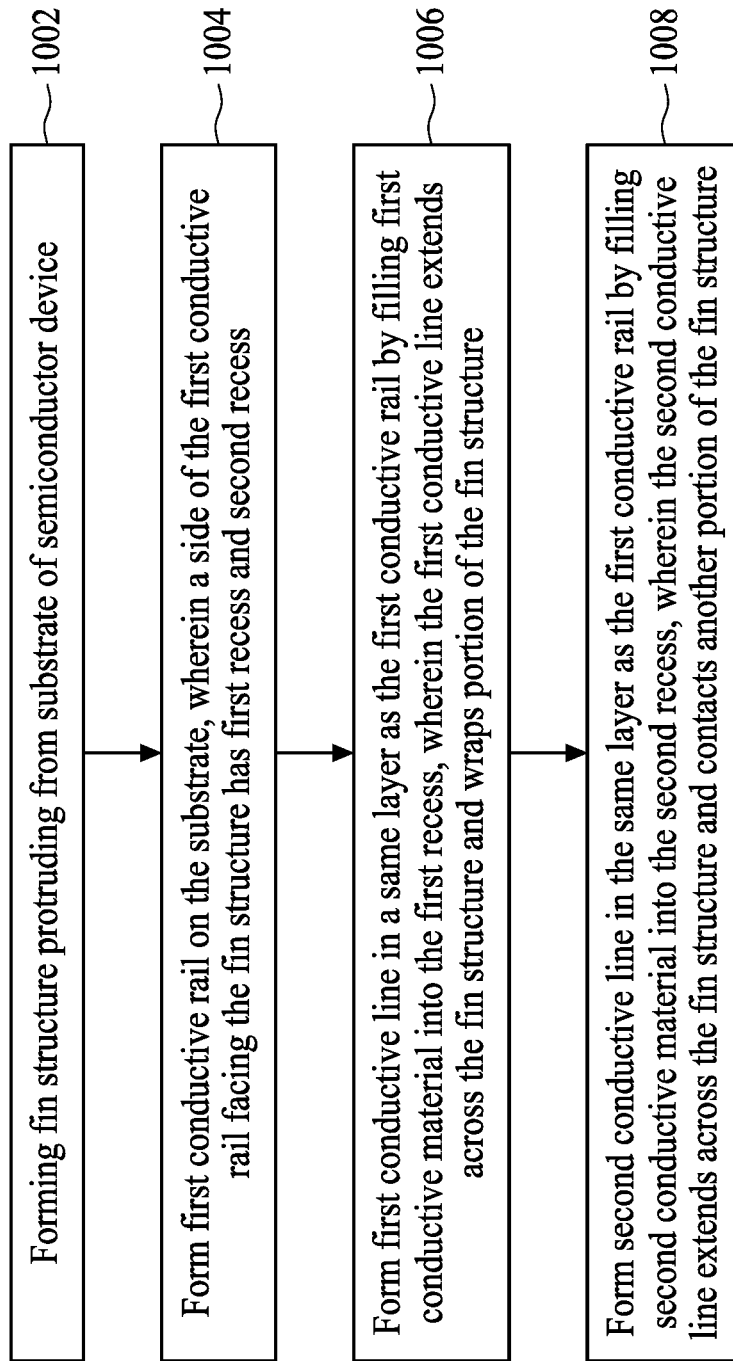 Forming fin structure protruding from substrate of semiconductor device
1002
Form first conductive rail on the substrate, wherein a side of the first conductive
rail facing the fin structure has first recess and second recess
1004
Form first conductive line in a same layer as the first conductive rail by filling first
conductive material into the first recess, wherein the first conductive line extends
across the fin structure and wraps portion of the fin structure
1006
Form second conductive line in the same layer as the first conductive rail by filling
second conductive material into the second recess, wherein the second conductive
line extends across the fin structure and contacts another portion of the fin structure
1008